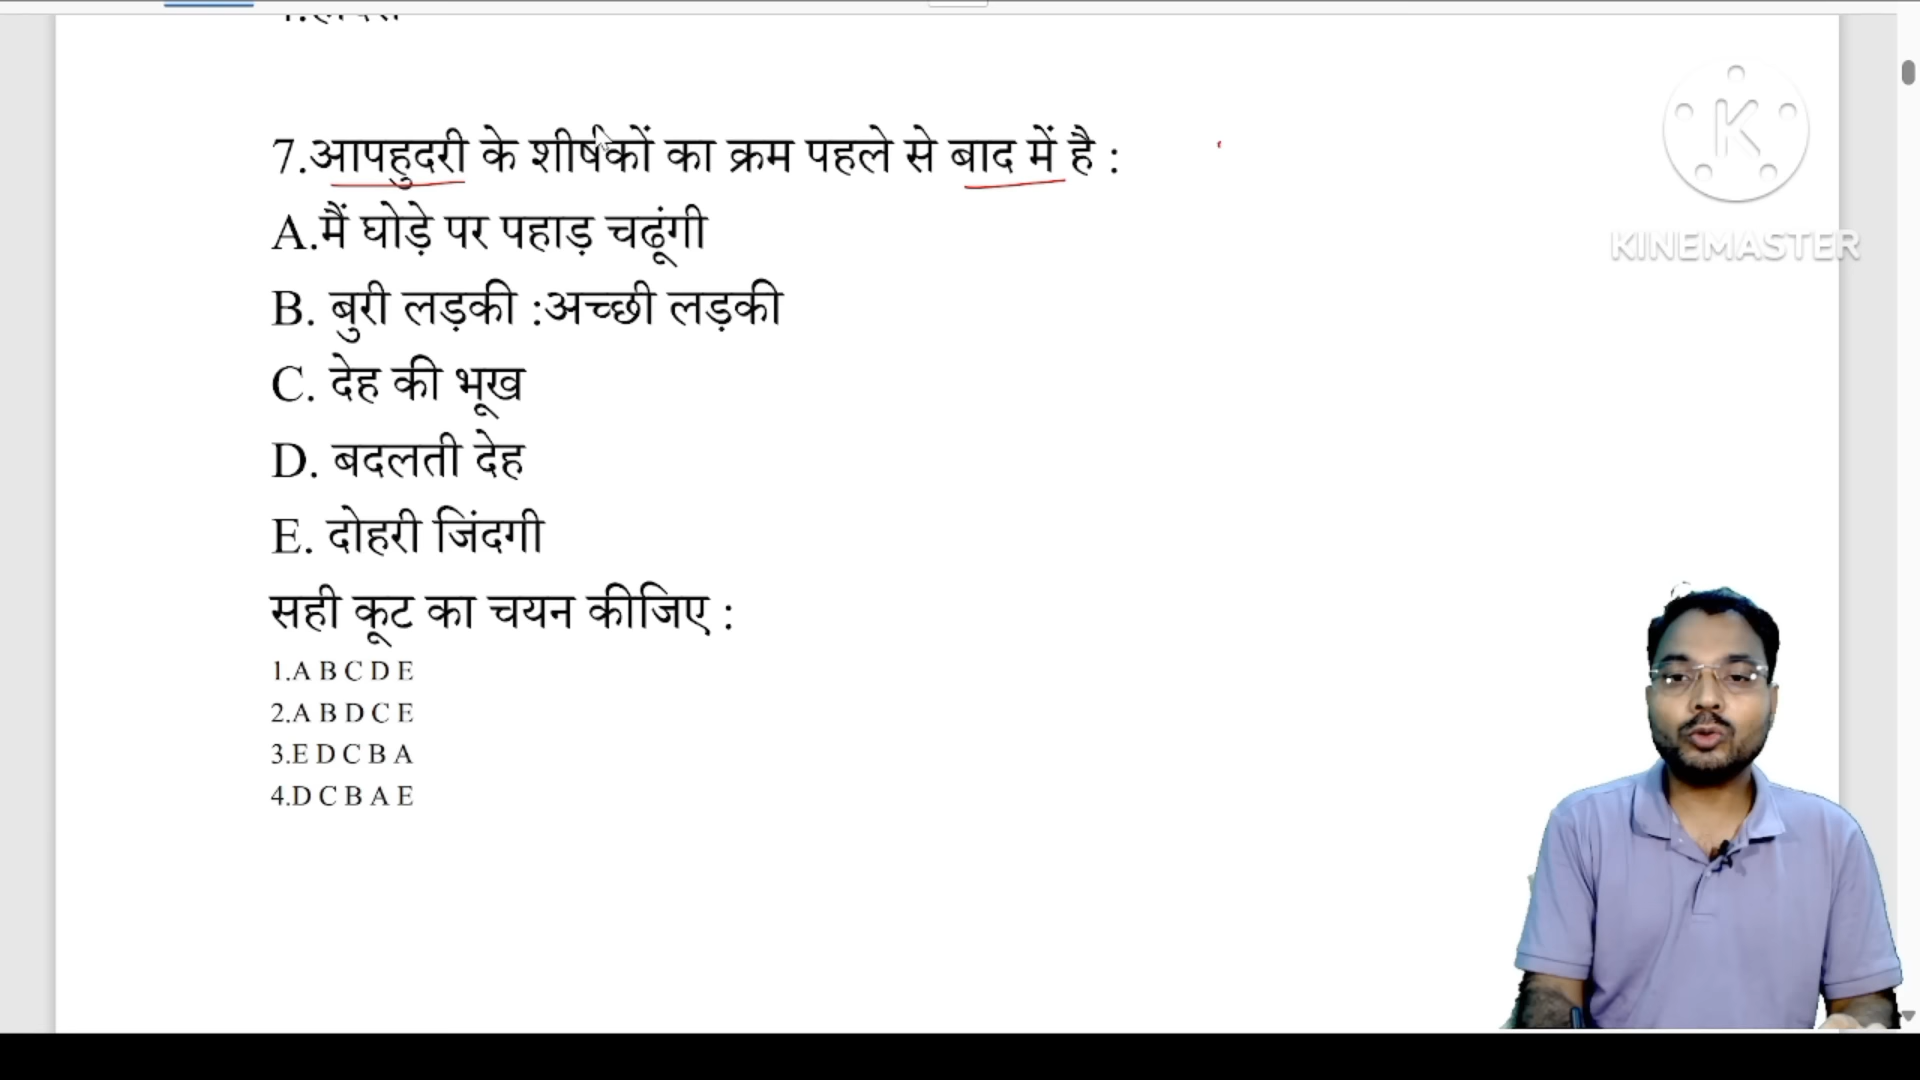 7.आपहुदरी के शीर्षकों का क्रम पहले से बाद में है :
A.मैं घोड़े पर पहाड़ चढूंगी
B. बुरी लड़की :अच्छी लड़की
C. देह की भूख
D. बदलती देह
E. दोहरी जिंदगी
सही कूट का चयन कीजिए :
1.A B C D E
2.A B D C E
3.E D C B A
4.D C B A E
K
KINEMASTER